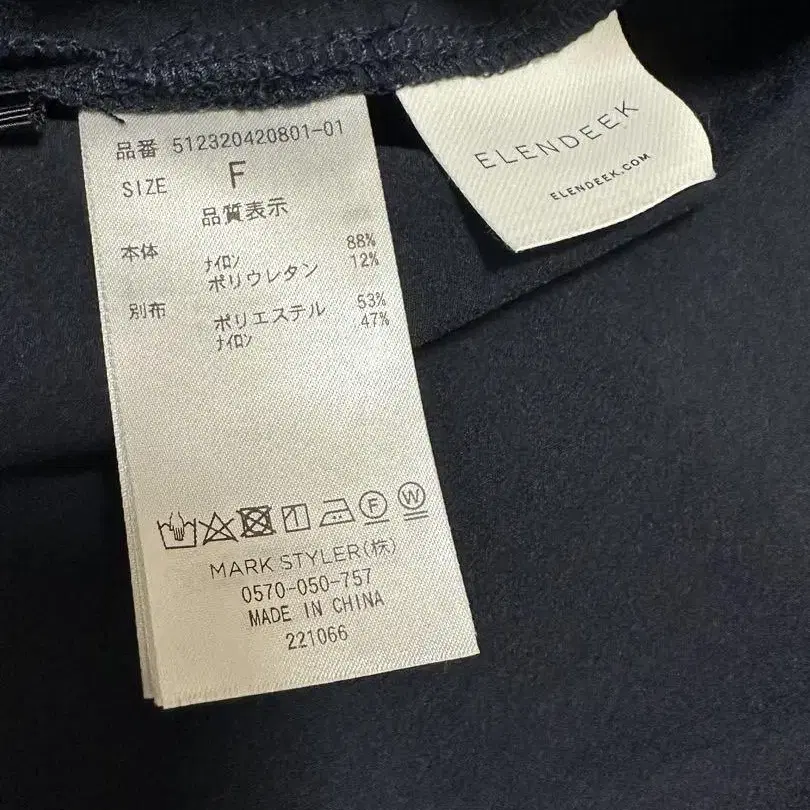 ELENDEEK
ELENDEEK.COM
品番 512320420801-01
SIZE F
品質表示
本体 ナイロン 88%
ポリウレタン 12%
別布 ポリエステル 53%
ナイロン 47%
F W
MARK STYLER(株)
0570-050-757
MADE IN CHINA
221066